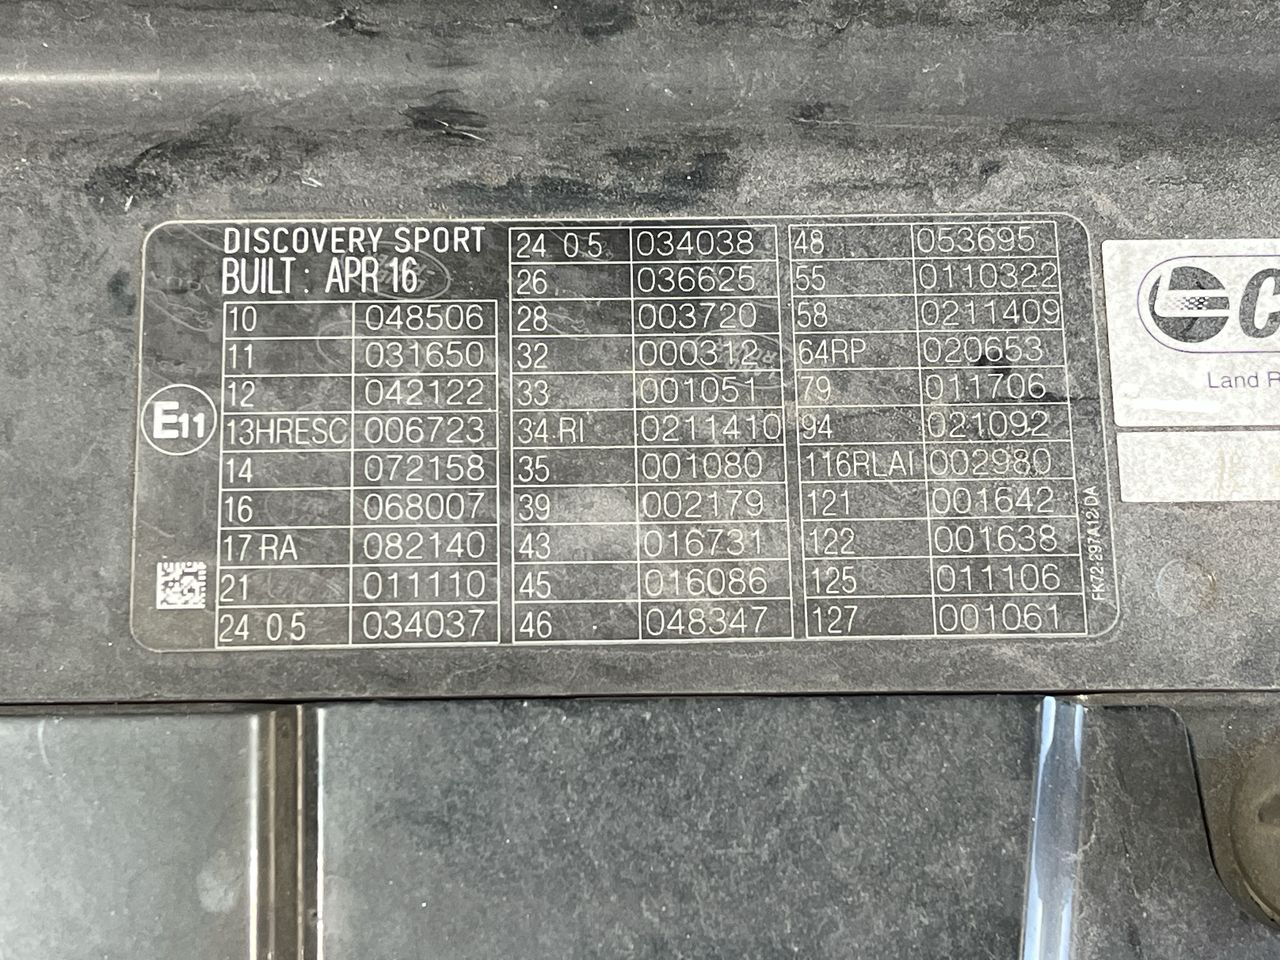 DISCOVERY SPORT
BUILT : APR 16
10 048506
11 031650
12 042122
13HRESC 006723
14 072158
16 068007
17 RA 082140
21 011110
24 0.5 034037
24 0.5 034038
26 036625
28 003720
32 000312
33 001051
34 RI 0211410
35 001080
39 002179
43 016731
45 016086
46 048347
48 053695
55 0110322
58 0211409
64RP 020653
79 011706
94 021092
116RLAI 002980
121 001642
122 001638
125 011106
127 001061
E11
FK72-297A12-DA
Land